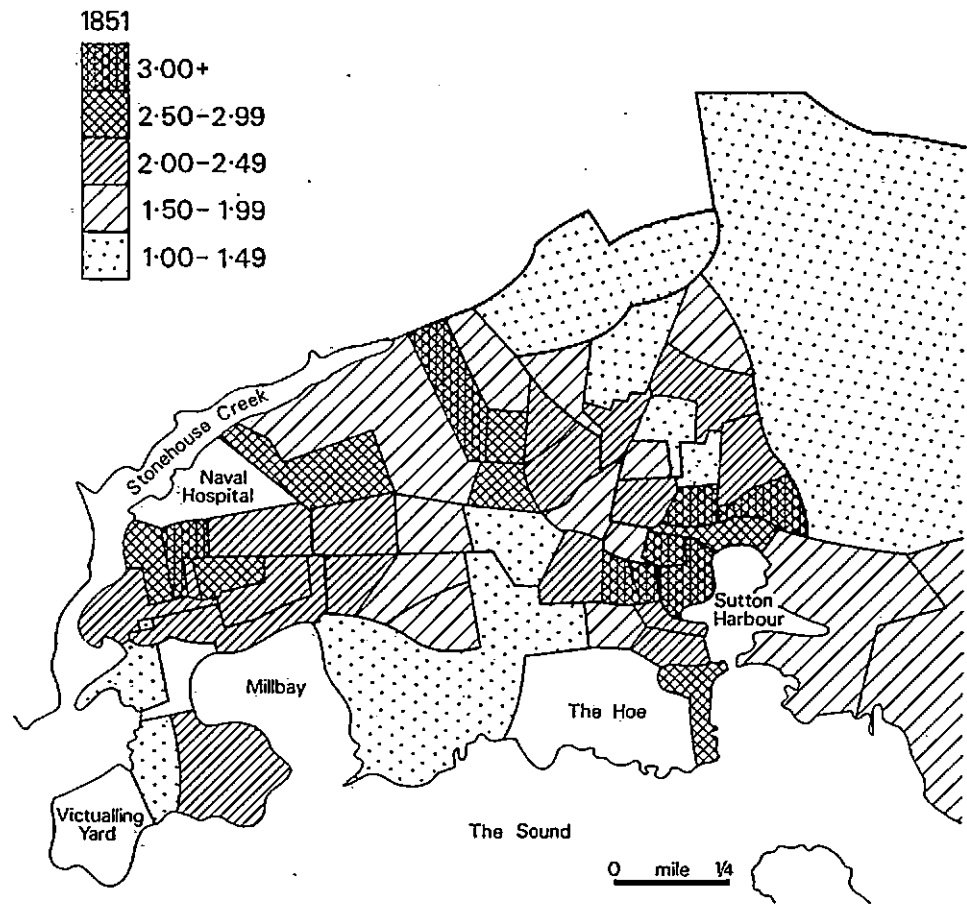 1851
3·00+
2·50–2·99
2·00–2·49
1·50–1·99
1·00–1·49
Stonehouse Creek
Naval
Hospital
Sutton
Harbour
Millbay
The Hoe
Victualling
Yard
The Sound
0 mile ¼